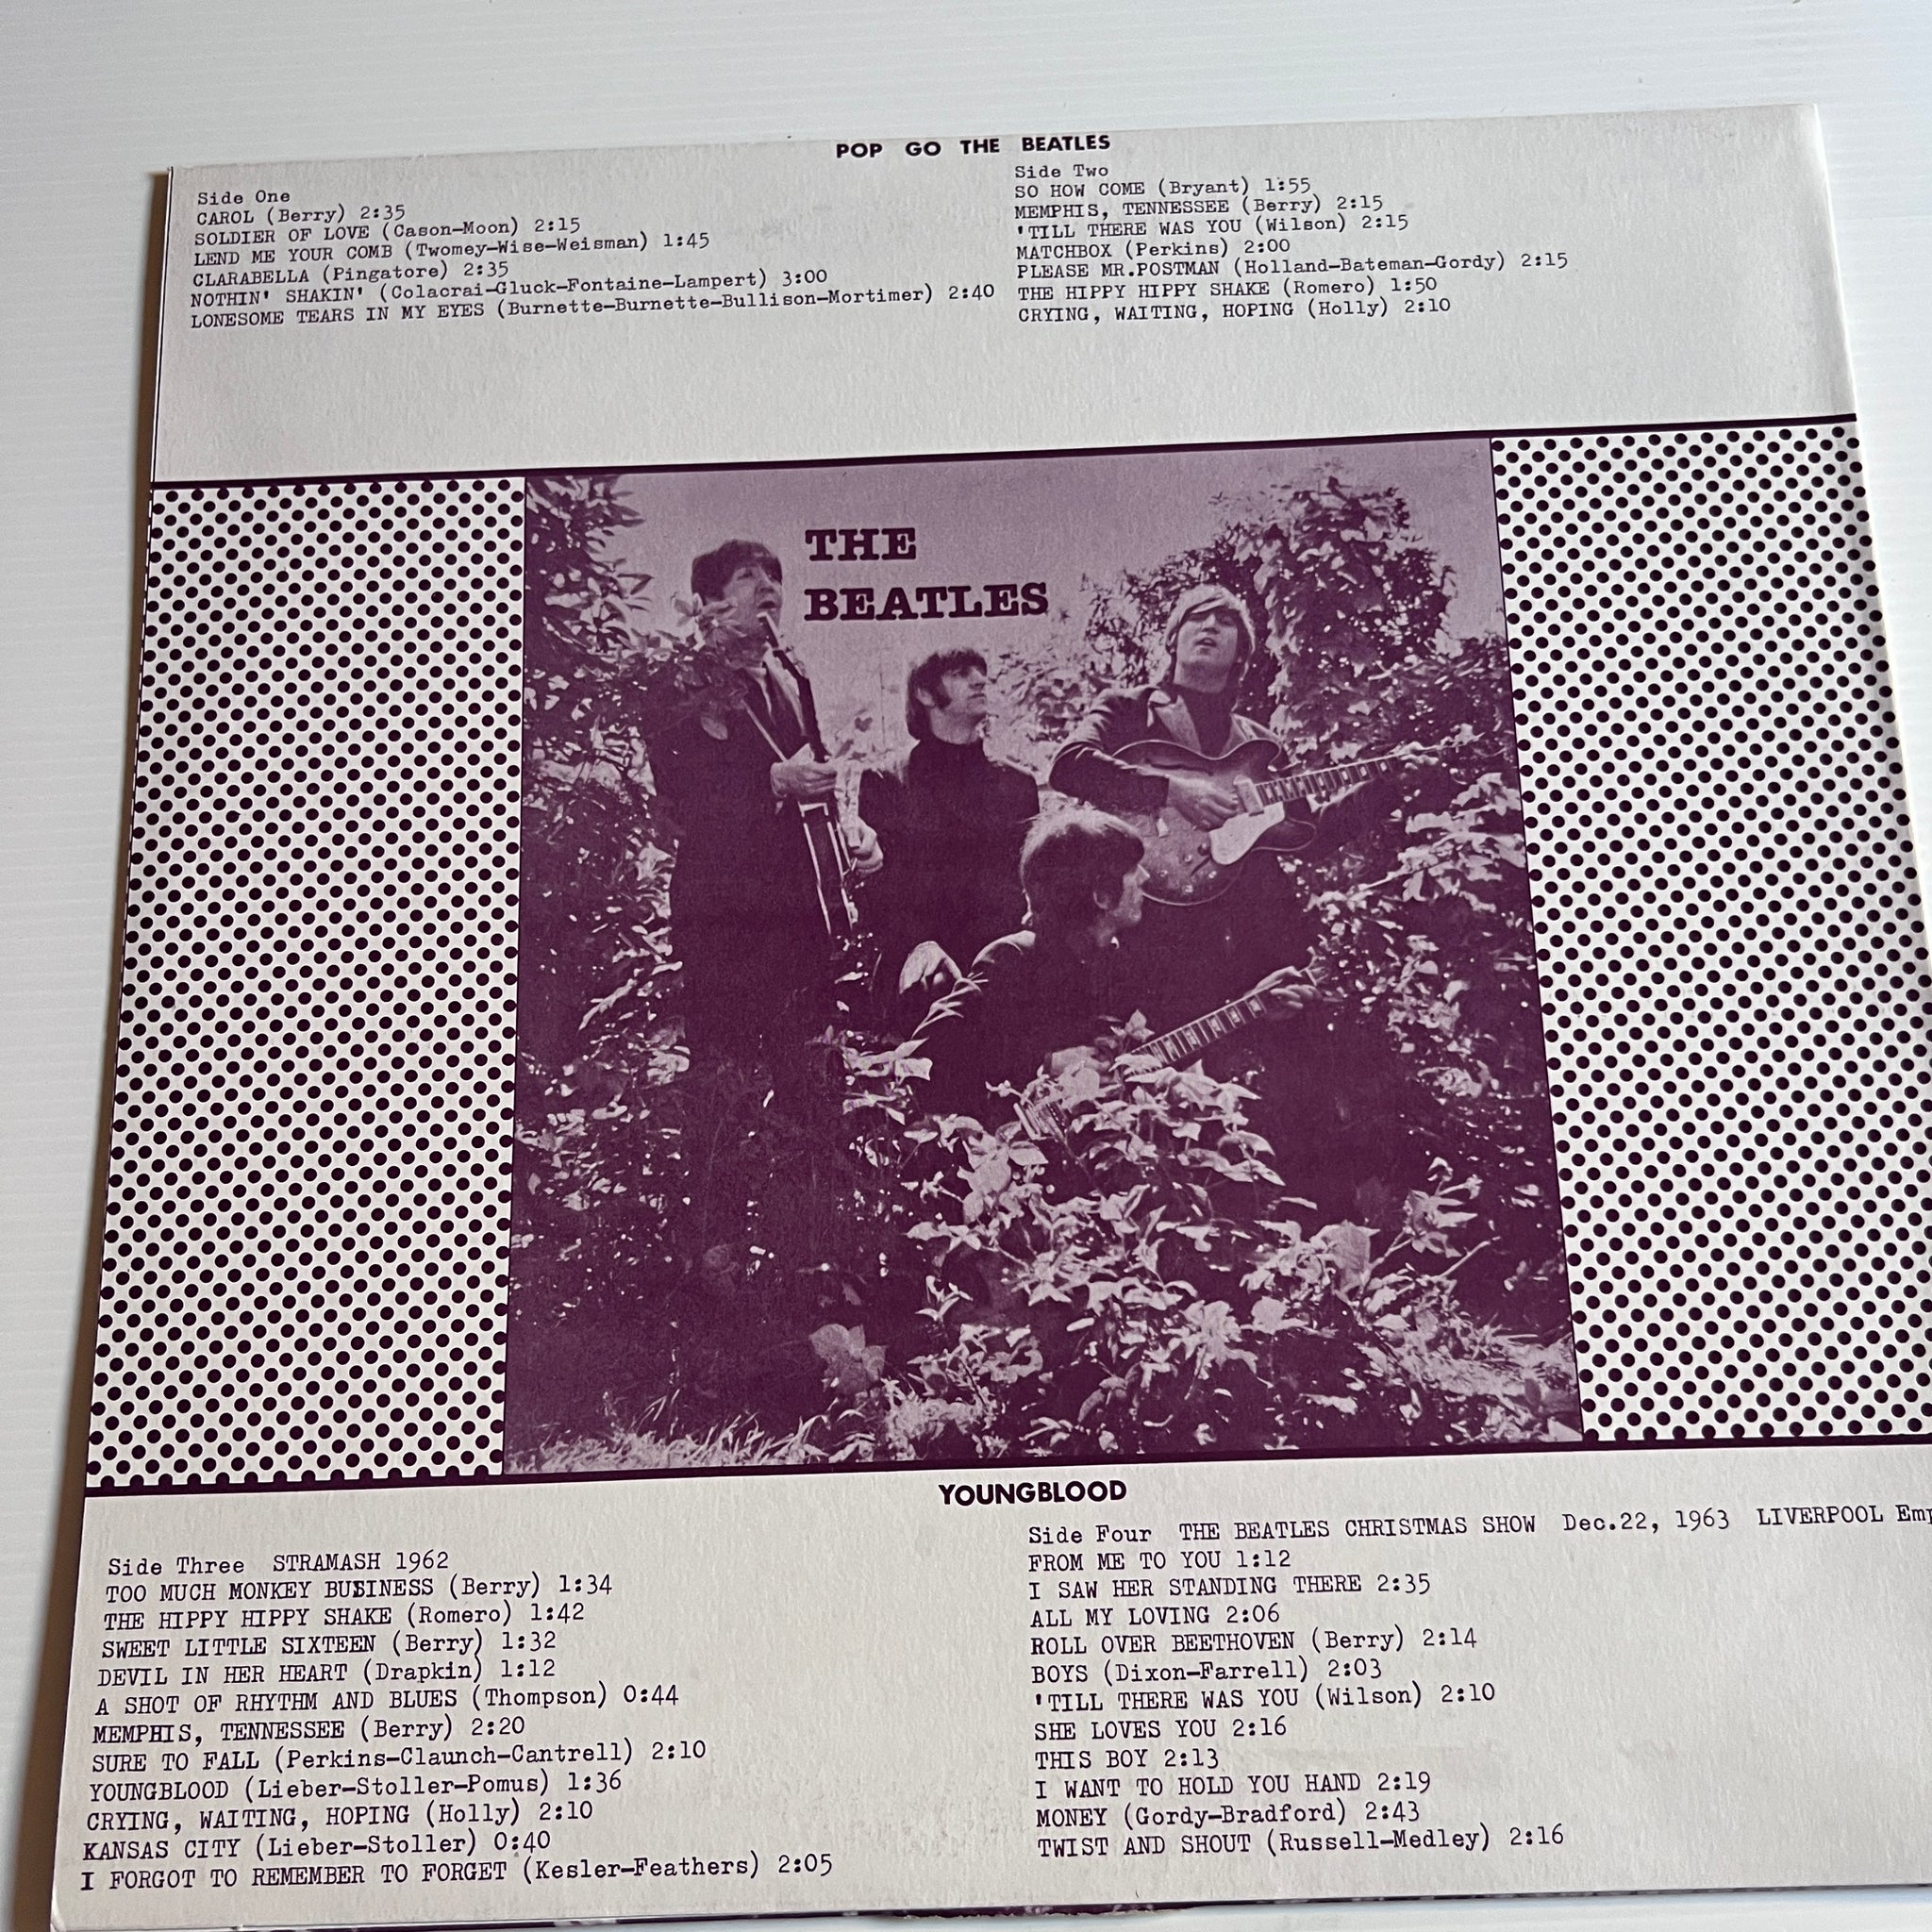 POP GO THE BEATLES
Side One
CAROL (Berry) 2:35
SOLDIER OF LOVE (Cason-Moon) 2:15
LEND ME YOUR COMB (Twomey-Wise-Weisman) 1:45
CLARABELLA (Pingatore) 2:35
NOTHIN' SHAKIN' (Colacrai-Gluck-Fontaine-Lampert) 3:00
LONESOME TEARS IN MY EYES (Burnette-Burnette-Bullison-Mortimer) 2:40
Side Two
SO HOW COME (Bryant) 1:55
MEMPHIS, TENNESSEE (Berry) 2:15
'TILL THERE WAS YOU (Wilson) 2:15
MATCHBOX (Perkins) 2:00
PLEASE MR.POSTMAN (Holland-Bateman-Gordy) 2:15
THE HIPPY HIPPY SHAKE (Romero) 1:50
CRYING, WAITING, HOPING (Holly) 2:10
THE
BEATLES
YOUNGBLOOD
Side Three STRAMASH 1962
TOO MUCH MONKEY BUSINESS (Berry) 1:34
THE HIPPY HIPPY SHAKE (Romero) 1:42
SWEET LITTLE SIXTEEN (Berry) 1:32
DEVIL IN HER HEART (Drapkin) 1:12
A SHOT OF RHYTHM AND BLUES (Thompson) 0:44
MEMPHIS, TENNESSEE (Berry) 2:20
SURE TO FALL (Perkins-Claunch-Cantrell) 2:10
YOUNGBLOOD (Lieber-Stoller-Pomus) 1:36
CRYING, WAITING, HOPING (Holly) 2:10
KANSAS CITY (Lieber-Stoller) 0:40
I FORGOT TO REMEMBER TO FORGET (Kesler-Feathers) 2:05
Side Four THE BEATLES CHRISTMAS SHOW Dec.22, 1963 LIVERPOOL
FROM ME TO YOU 1:12
I SAW HER STANDING THERE 2:35
ALL MY LOVING 2:06
ROLL OVER BEETHOVEN (Berry) 2:14
BOYS (Dixon-Farrell) 2:03
'TILL THERE WAS YOU (Wilson) 2:10
SHE LOVES YOU 2:16
THIS BOY 2:13
I WANT TO HOLD YOU HAND 2:19
MONEY (Gordy-Bradford) 2:43
TWIST AND SHOUT (Russell-Medley) 2:16